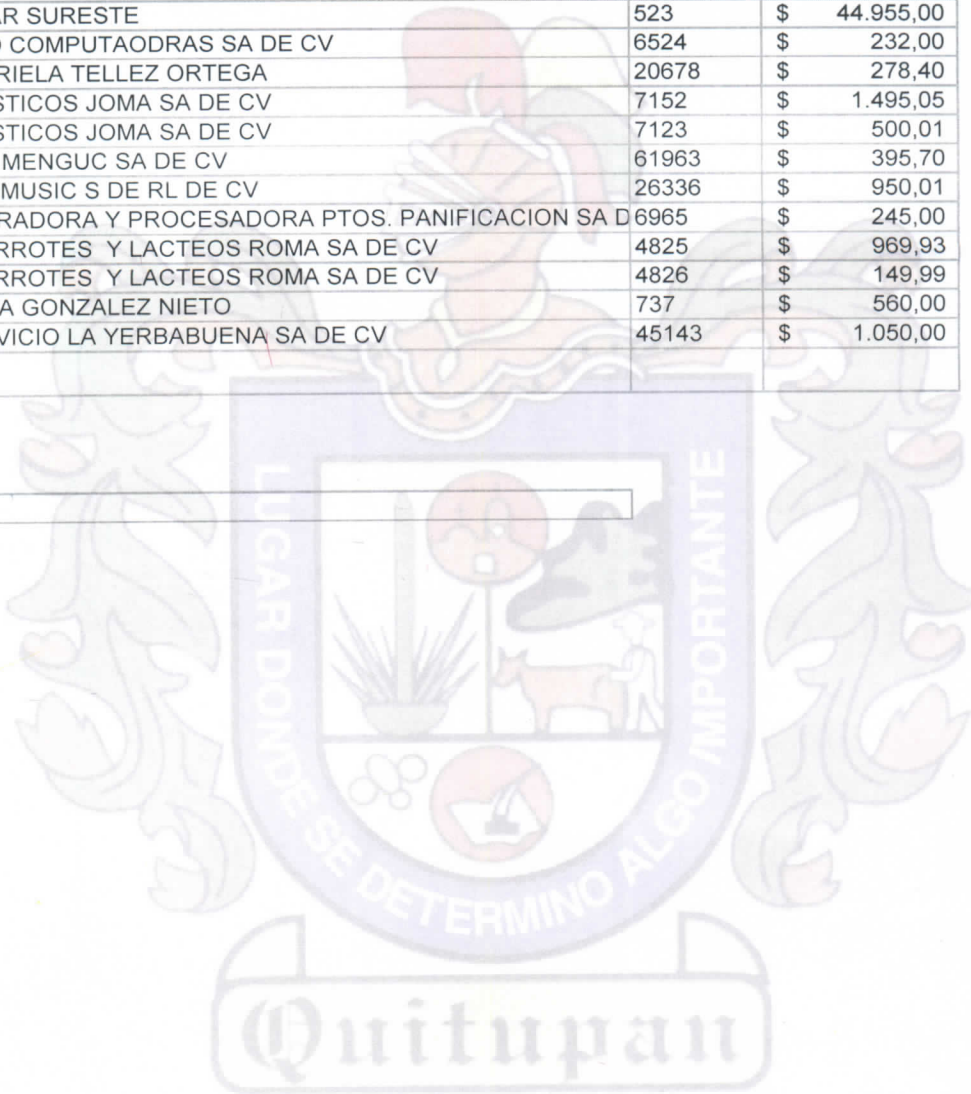 AR SURESTE 523 $ 44.955,00
O COMPUTAODRAS SA DE CV 6524 $ 232,00
RIELA TELLEZ ORTEGA 20678 $ 278,40
STICOS JOMA SA DE CV 7152 $ 1.495,05
STICOS JOMA SA DE CV 7123 $ 500,01
MENGUC SA DE CV 61963 $ 395,70
MUSIC S DE RL DE CV 26336 $ 950,01
RADORA Y PROCESADORA PTOS. PANIFICACION SA D 6965 $ 245,00
RROTES Y LACTEOS ROMA SA DE CV 4825 $ 969,93
RROTES Y LACTEOS ROMA SA DE CV 4826 $ 149,99
A GONZALEZ NIETO 737 $ 560,00
VICIO LA YERBABUENA SA DE CV 45143 $ 1.050,00
LUGAR DONDE SE DETERMINO ALGO IMPORTANTE
Quitupan